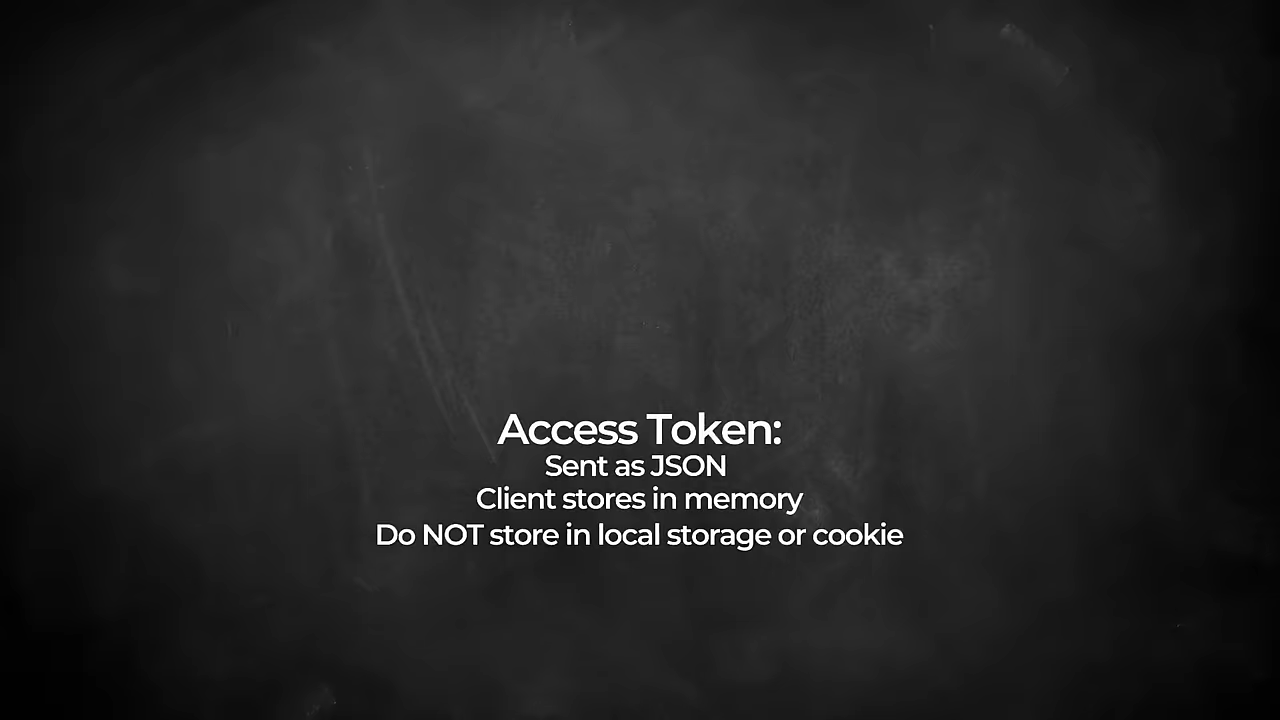 Access Token:
Sent as JSON
Client stores in memory
Do NOT store in local storage or cookie